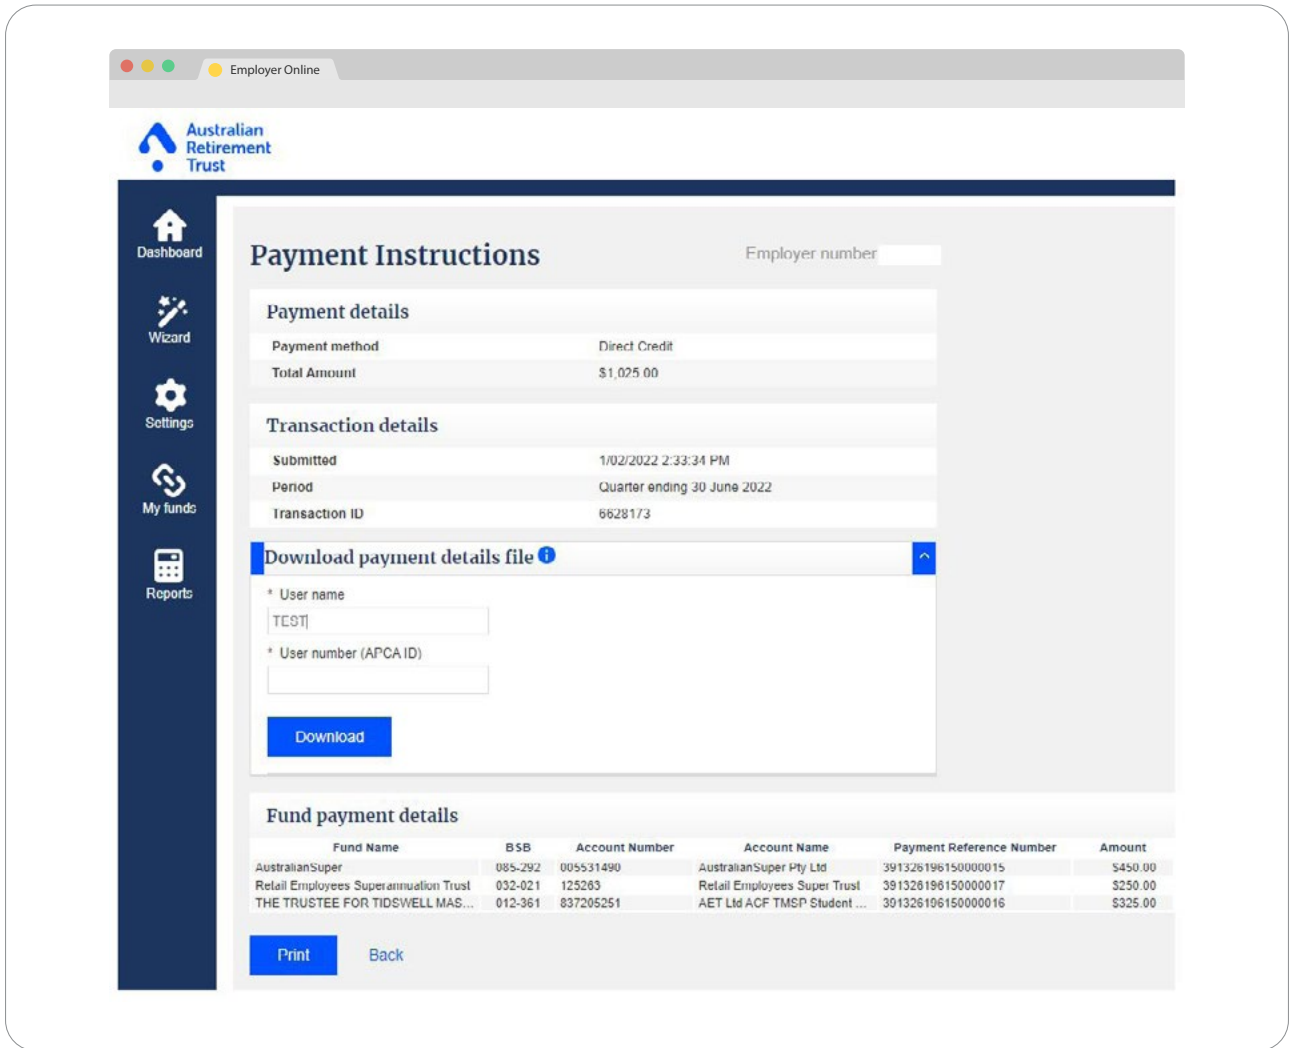 Employer Online
Australian
Retirement
Trust
Dashboard
Wizard
Settings
My funds
Reports
Payment Instructions
Employer number
Payment details
Payment method Direct Credit
Total Amount $1,025.00
Transaction details
Submitted 1/02/2022 2:33:34 PM
Period Quarter ending 30 June 2022
Transaction ID 6628173
Download payment details file i
* User name
TEST
* User number (APCA ID)
Download
Fund payment details
Fund Name BSB Account Number Account Name Payment Reference Number Amount
AustralianSuper 085-292 005531490 AustralianSuper Pty Ltd 391326196150000015 $450.00
Retail Employees Superannuation Trust 032-021 125263 Retail Employees Super Trust 391326196150000017 $250.00
THE TRUSTEE FOR TIDSWELL MAS... 012-361 837205251 AET Ltd ACF TMSP Student ... 391326196150000016 $325.00
Print Back